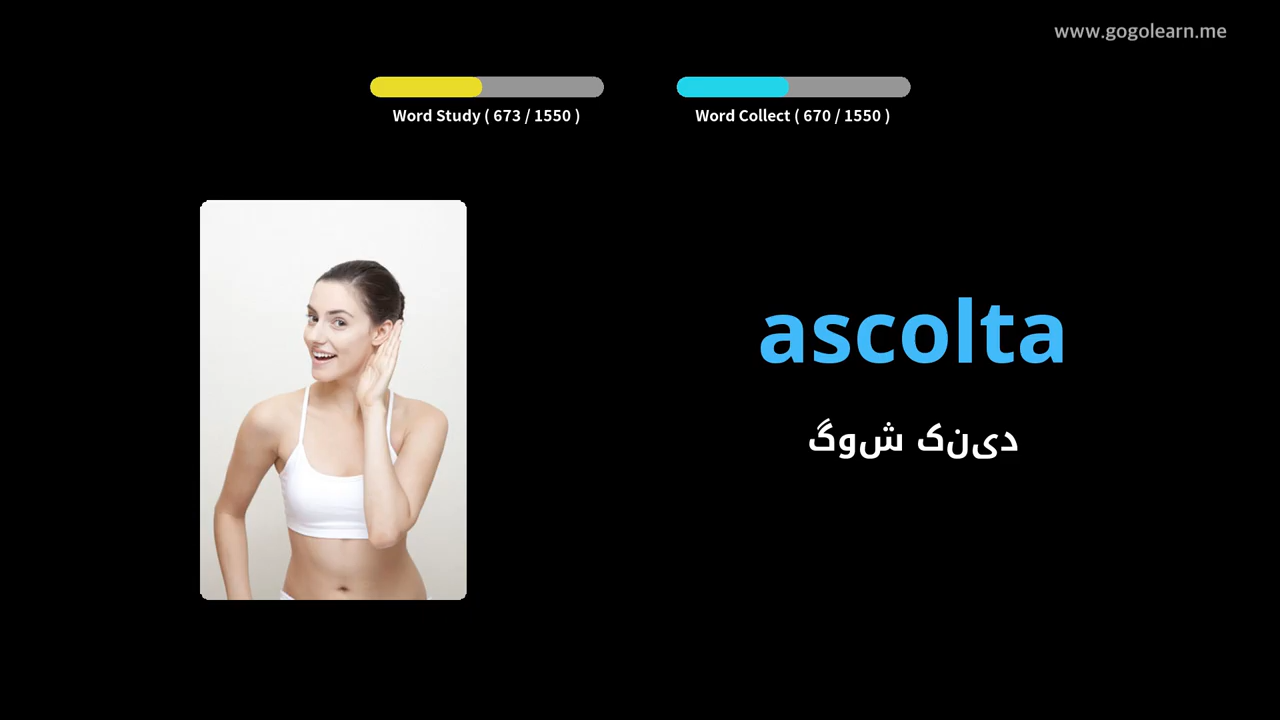 www.gogolearn.me
Word Study ( 673 / 1550 )
Word Collect ( 670 / 1550 )
ascolta
دینک شوگ